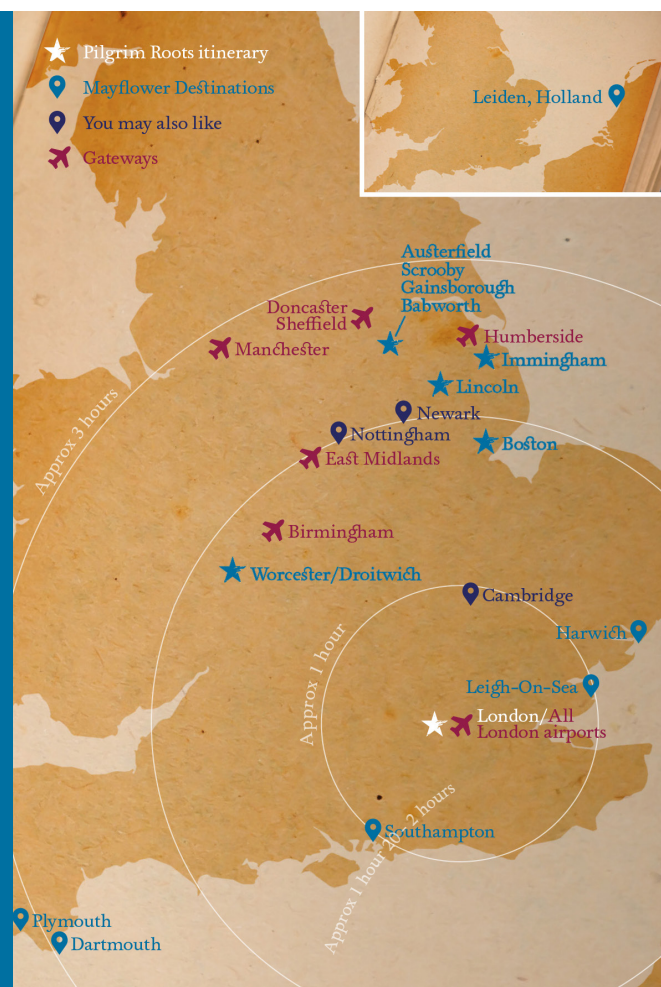 Pilgrim Roots itinerary
Mayflower Destinations
You may also like
Gateways
Leiden, Holland
Austerfield
Scrooby
Gainsborough
Babworth
Doncaster
Sheffield
Manchester
Humberside
Immingham
Lincoln
Approx 3 hours
Newark
Nottingham
Boston
East Midlands
Birmingham
Worcester/Droitwich
Cambridge
Approx 1 hour
Harwich
Leigh-On-Sea
London/All
London airports
Southampton
Approx 1 hour 20 - 2 hours
Plymouth
Dartmouth